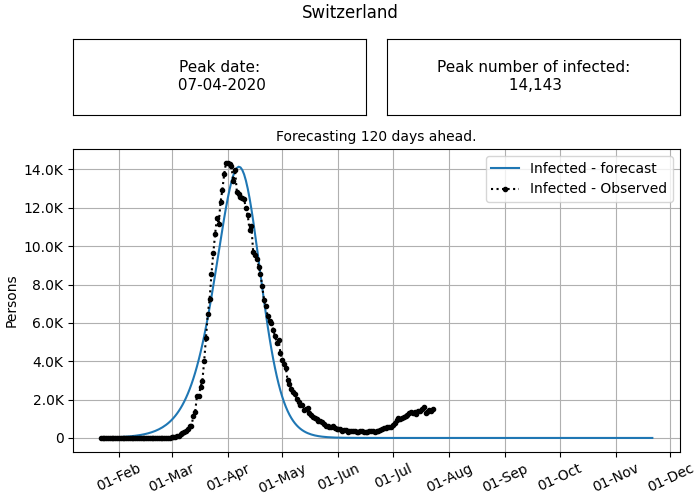 Switzerland
Peak date:
07-04-2020
Peak number of infected:
14,143
Forecasting 120 days ahead.
Infected - forecast
Infected - Observed
14.0K
12.0K
10.0K
8.0K
6.0K
4.0K
2.0K
0
Persons
01-Feb
01-Mar
01-Apr
01-May
01-Jun
01-Jul
01-Aug
01-Sep
01-Oct
01-Nov
01-Dec